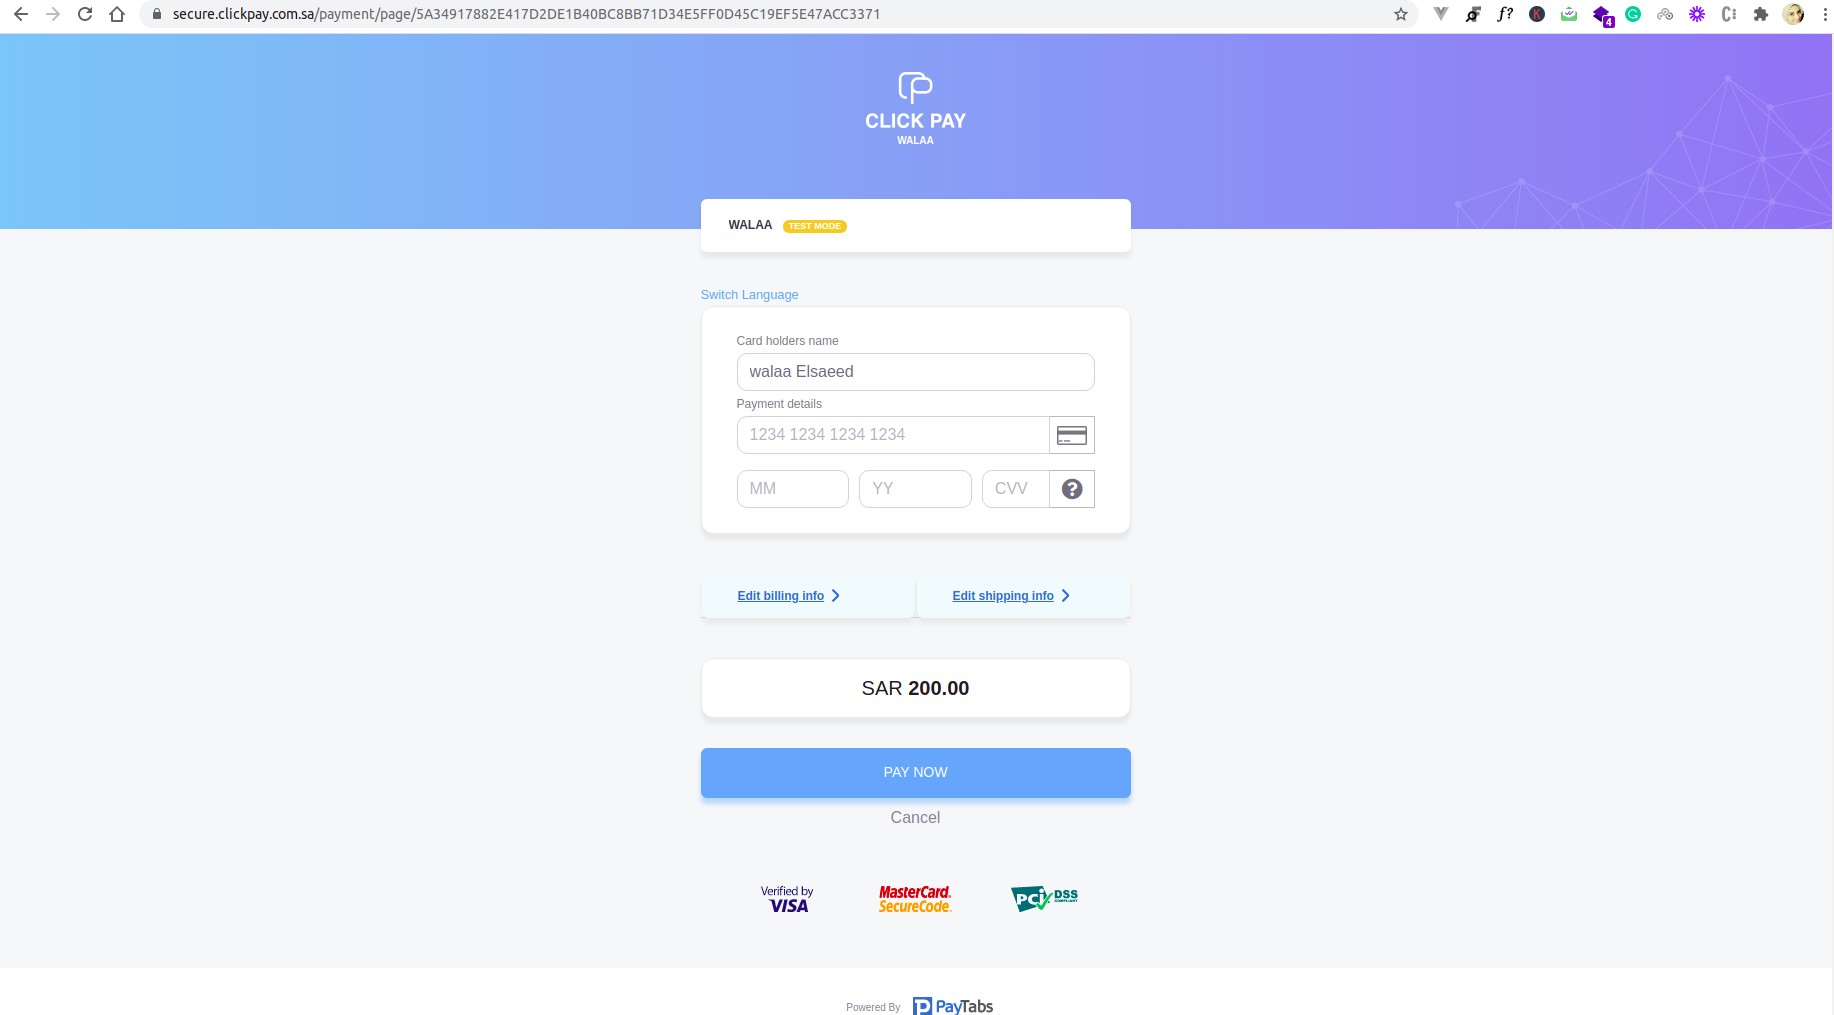 secure.clickpay.com.sa/payment/page/5A34917882E417D2DE1B40BC8BB71D34E5FF0D45C19EF5E47ACC3371
CLICK PAY
WALAA
WALAA TEST MODE
Switch Language
Card holders name
walaa Elsaeed
Payment details
1234 1234 1234 1234
MM YY CVV ?
Edit billing info Edit shipping info
SAR 200.00
PAY NOW
Cancel
Verified by
VISA
MasterCard.
SecureCode.
PCi DSS
COMPLIANT
Powered By PayTabs
f?
K
4
G
C